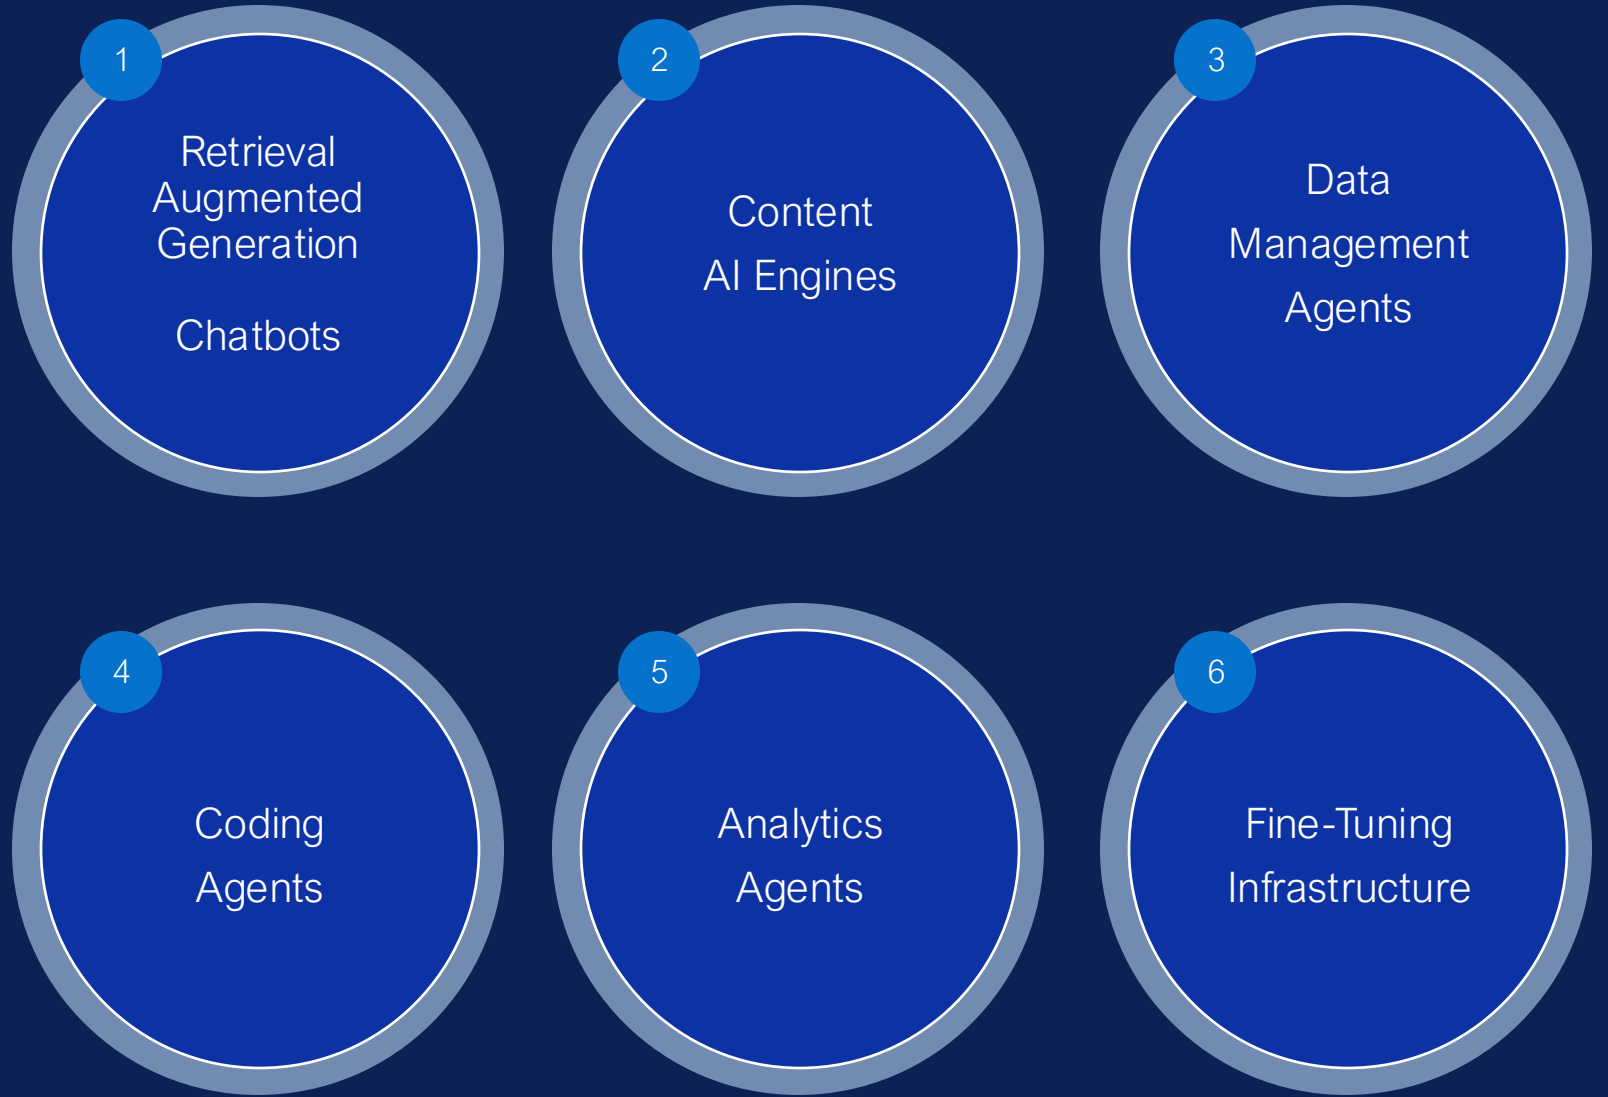 1
Retrieval
Augmented
Generation
Chatbots
2
Content
AI Engines
3
Data
Management
Agents
4
Coding
Agents
5
Analytics
Agents
6
Fine-Tuning
Infrastructure